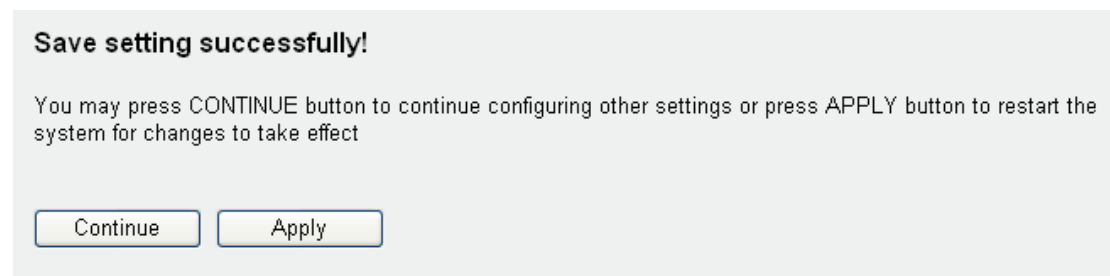 Save setting successfully!
You may press CONTINUE button to continue configuring other settings or press APPLY button to restart the
system for changes to take effect
Continue
Apply